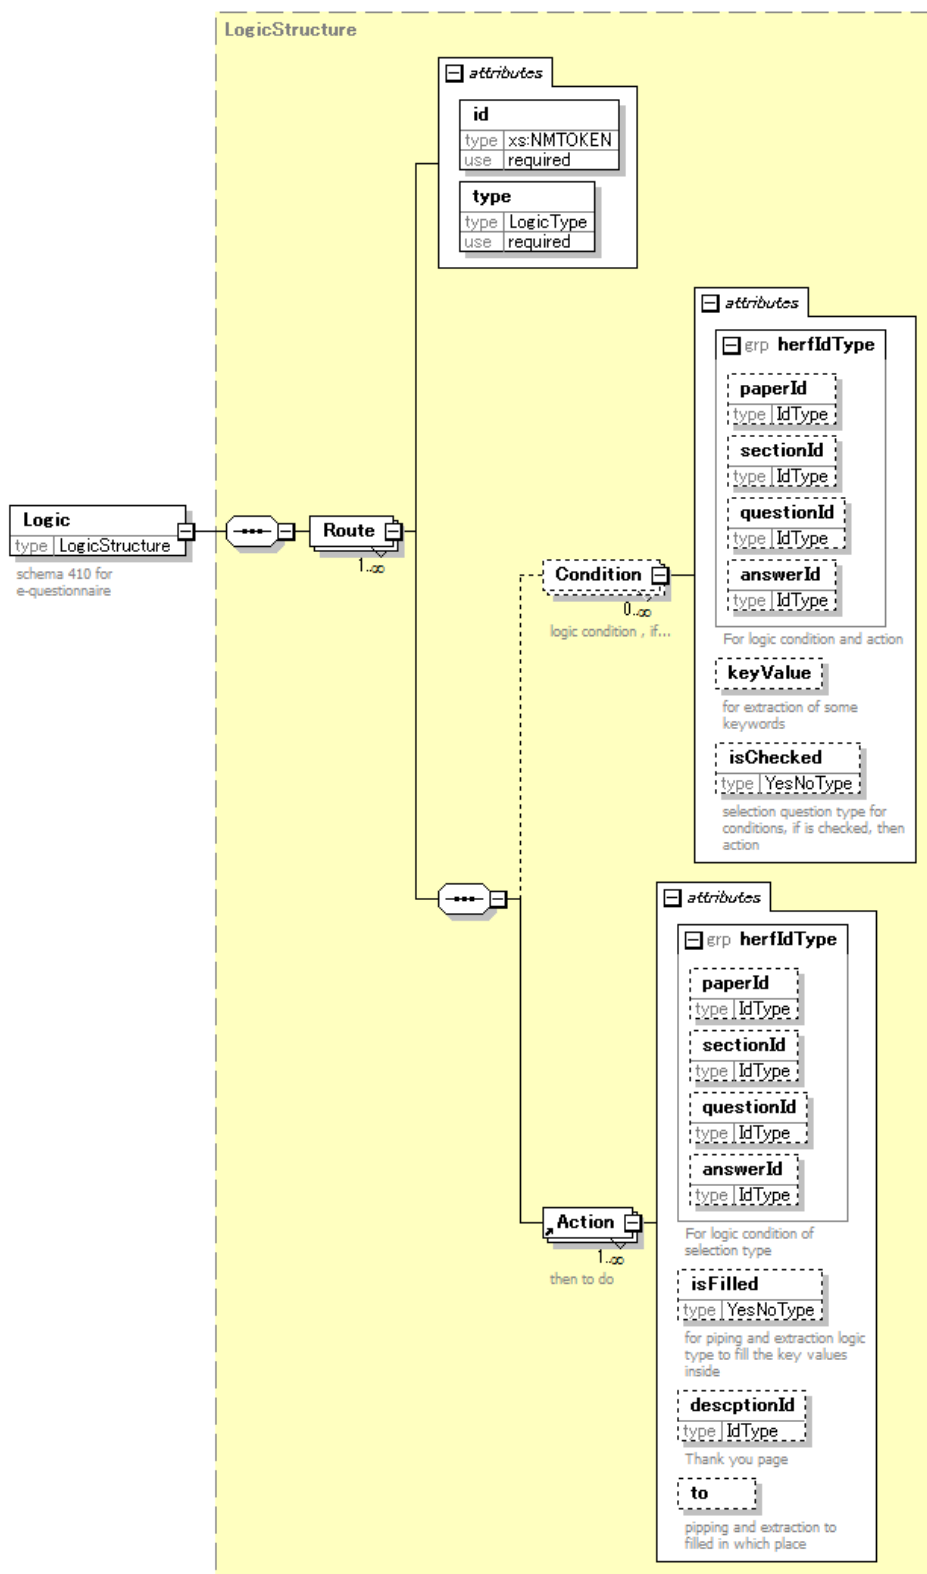 LogicStructure
attributes
id
type xs:NMTOKEN
use required
type
type LogicType
use required
attributes
grp herfIdType
paperId
type IdType
sectionId
type IdType
questionId
type IdType
answerId
type IdType
For logic condition and action
keyValue
for extraction of some
keywords
isChecked
type YesNoType
selection question type for
conditions, if is checked, then
action
Logic
type LogicStructure
schema 410 for
e-questionnaire
Route
1..∞
Condition
0..∞
logic condition , if...
attributes
grp herfIdType
paperId
type IdType
sectionId
type IdType
questionId
type IdType
answerId
type IdType
For logic condition of
selection type
isFilled
type YesNoType
for piping and extraction logic
type to fill the key values
inside
descptionId
type IdType
Thank you page
to
pipping and extraction to
filled in which place
Action
1..∞
then to do